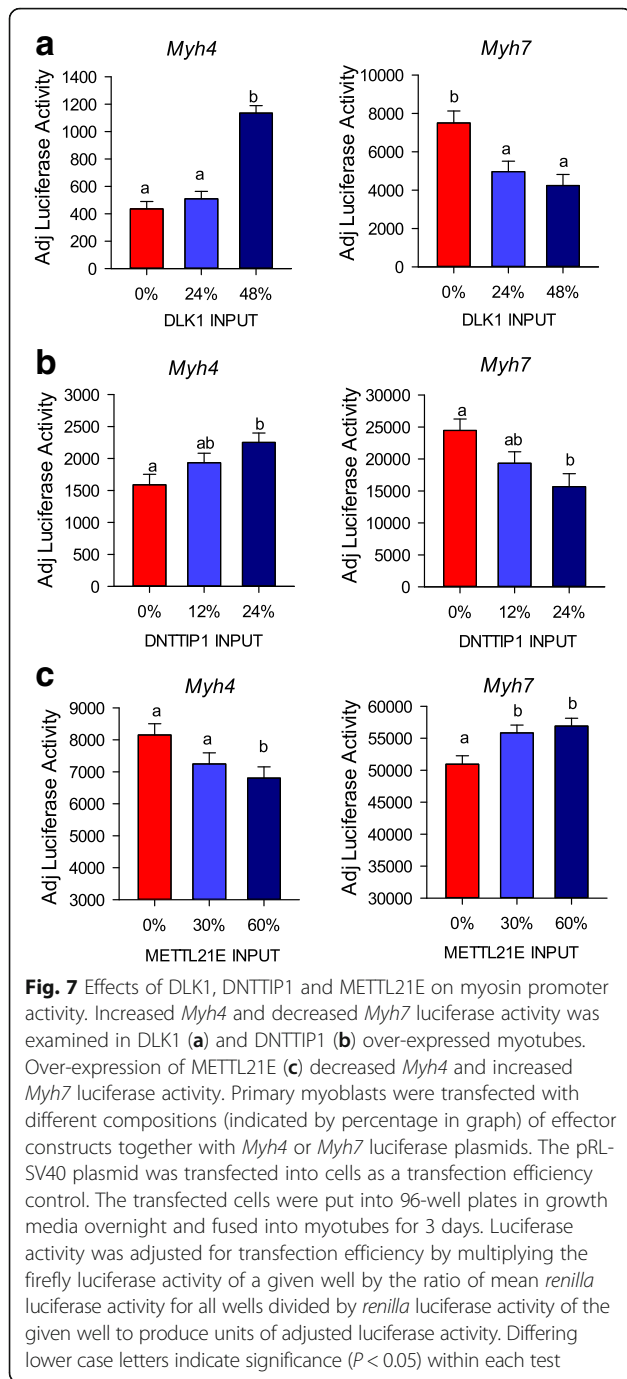 a
Myh4
Adj Luciferase Activity
1400
1200
1000
800
600
400
200
0
a
a
b
0%
24%
48%
DLK1 INPUT
Myh7
Adj Luciferase Activity
10000
8000
6000
4000
2000
0
b
a
a
0%
24%
48%
DLK1 INPUT
b
Myh4
Adj Luciferase Activity
3000
2500
2000
1500
1000
500
0
a
ab
b
0%
12%
24%
DNTTIP1 INPUT
Myh7
Adj Luciferase Activity
30000
25000
20000
15000
10000
5000
0
a
ab
b
0%
12%
24%
DNTTIP1 INPUT
c
Myh4
Adj Luciferase Activity
9000
8000
7000
6000
5000
4000
3000
a
a
b
0%
30%
60%
METTL21E INPUT
Myh7
Adj Luciferase Activity
60000
55000
50000
45000
40000
35000
30000
a
b
b
0%
30%
60%
METTL21E INPUT
Fig. 7 Effects of DLK1, DNTTIP1 and METTL21E on myosin promoter
activity. Increased Myh4 and decreased Myh7 luciferase activity was
examined in DLK1 (a) and DNTTIP1 (b) over-expressed myotubes.
Over-expression of METTL21E (c) decreased Myh4 and increased
Myh7 luciferase activity. Primary myoblasts were transfected with
different compositions (indicated by percentage in graph) of effector
constructs together with Myh4 or Myh7 luciferase plasmids. The pRL-
SV40 plasmid was transfected into cells as a transfection efficiency
control. The transfected cells were put into 96-well plates in growth
media overnight and fused into myotubes for 3 days. Luciferase
activity was adjusted for transfection efficiency by multiplying the
firefly luciferase activity of a given well by the ratio of mean renilla
luciferase activity for all wells divided by renilla luciferase activity of the
given well to produce units of adjusted luciferase activity. Differing
lower case letters indicate significance (P < 0.05) within each test